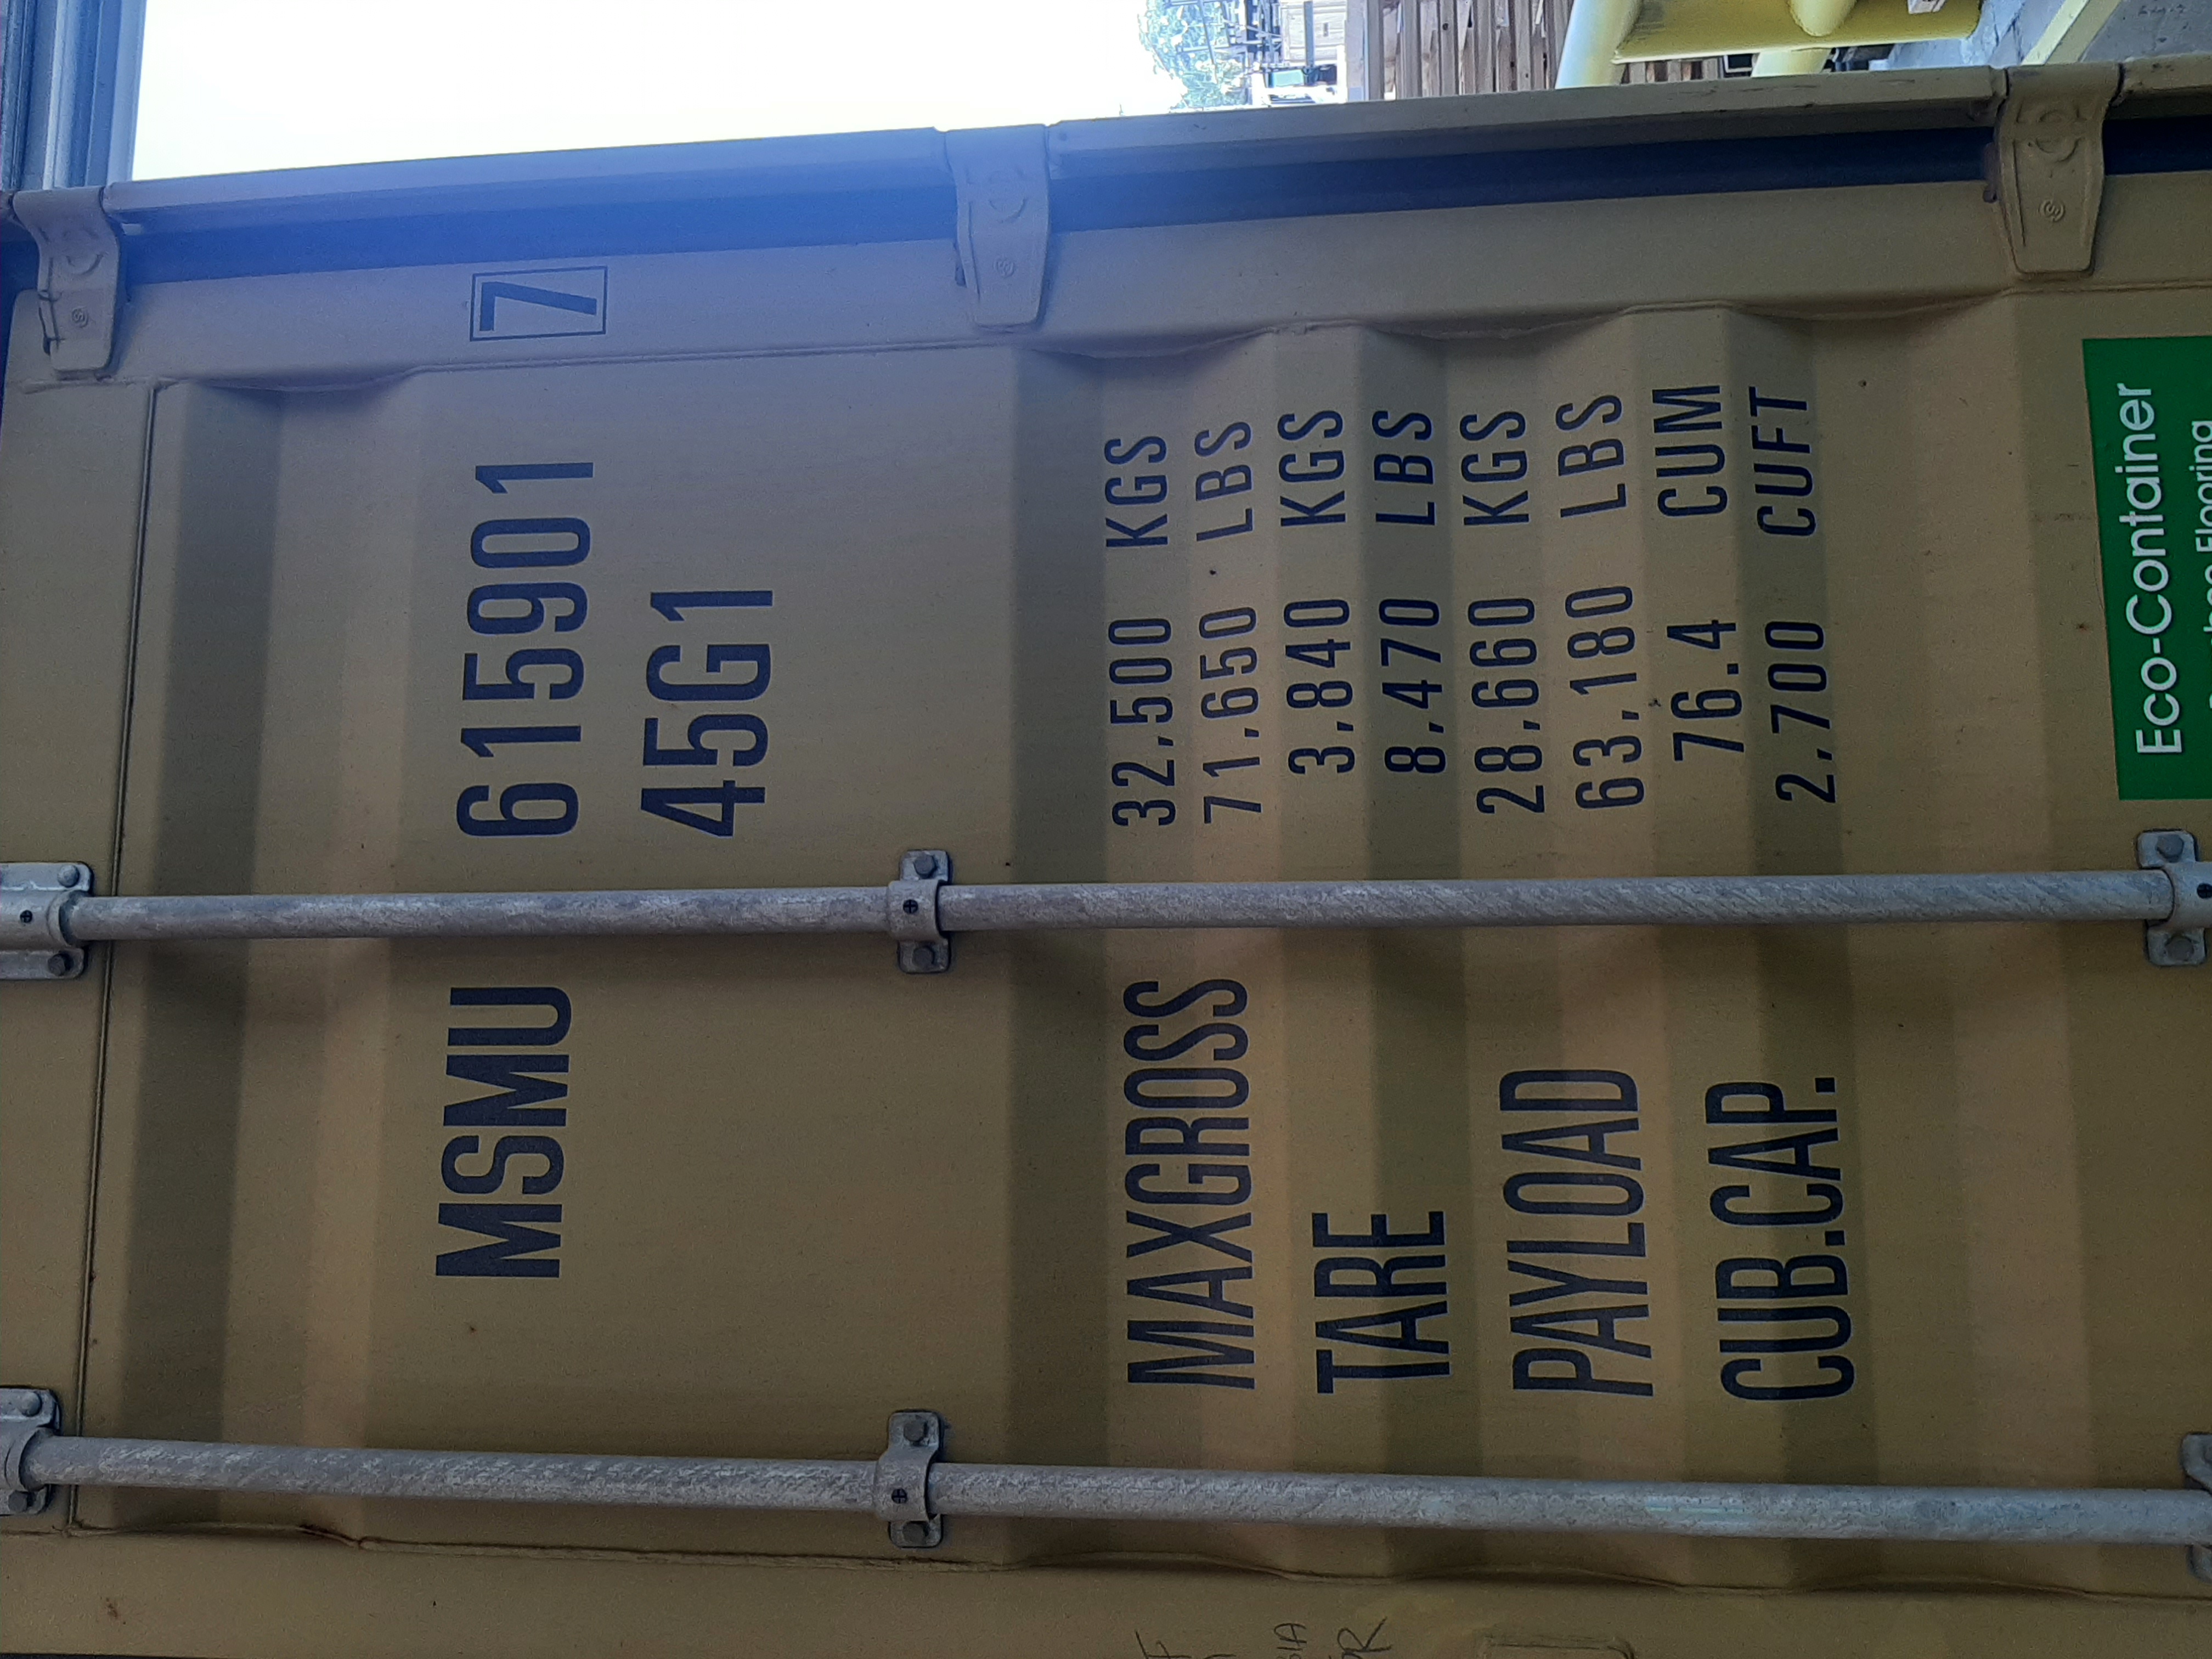 MSMU 615901 7
45G1
MAXGROSS 32,500 KGS
71,650 LBS
TARE 3,840 KGS
8,470 LBS
PAYLOAD 28,660 KGS
63,180 LBS
CUB.CAP. 76.4 CUM
2,700 CUFT
Eco-Container
Flooring